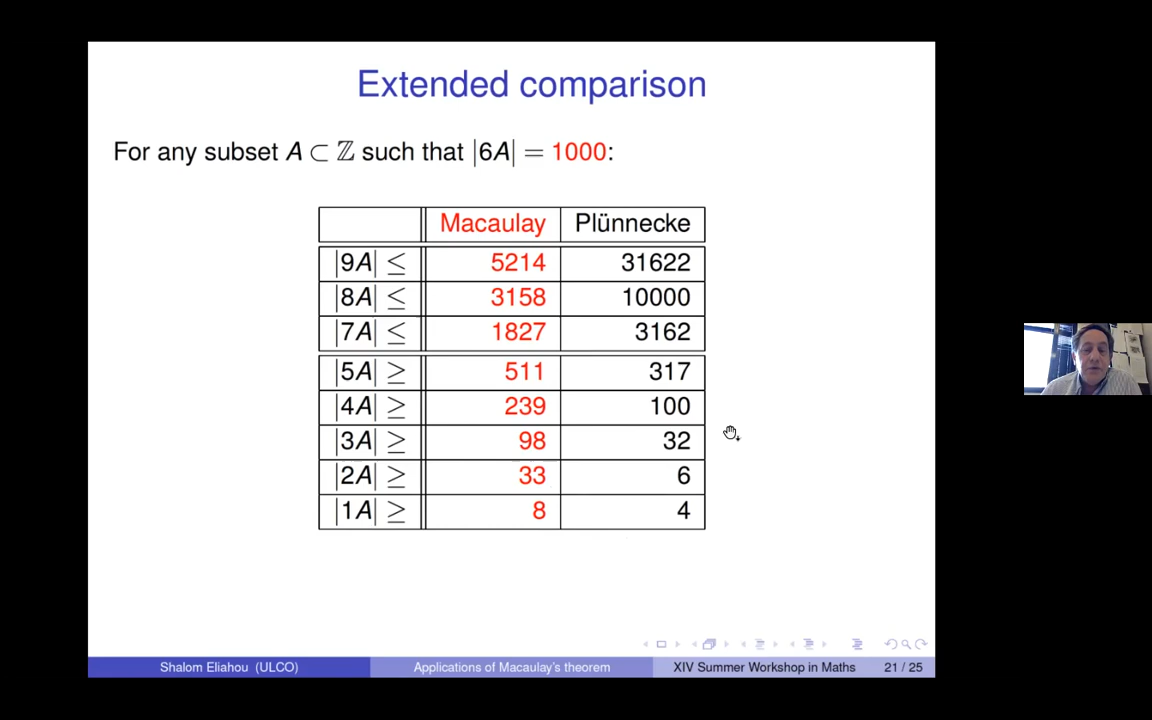 Extended comparison
For any subset A ⊂ ℤ such that |6A| = 1000:
Macaulay Plünnecke
|9A| ≤ 5214 31622
|8A| ≤ 3158 10000
|7A| ≤ 1827 3162
|5A| ≥ 511 317
|4A| ≥ 239 100
|3A| ≥ 98 32
|2A| ≥ 33 6
|1A| ≥ 8 4
Shalom Eliahou (ULCO) Applications of Macaulay's theorem XIV Summer Workshop in Maths 21 / 25